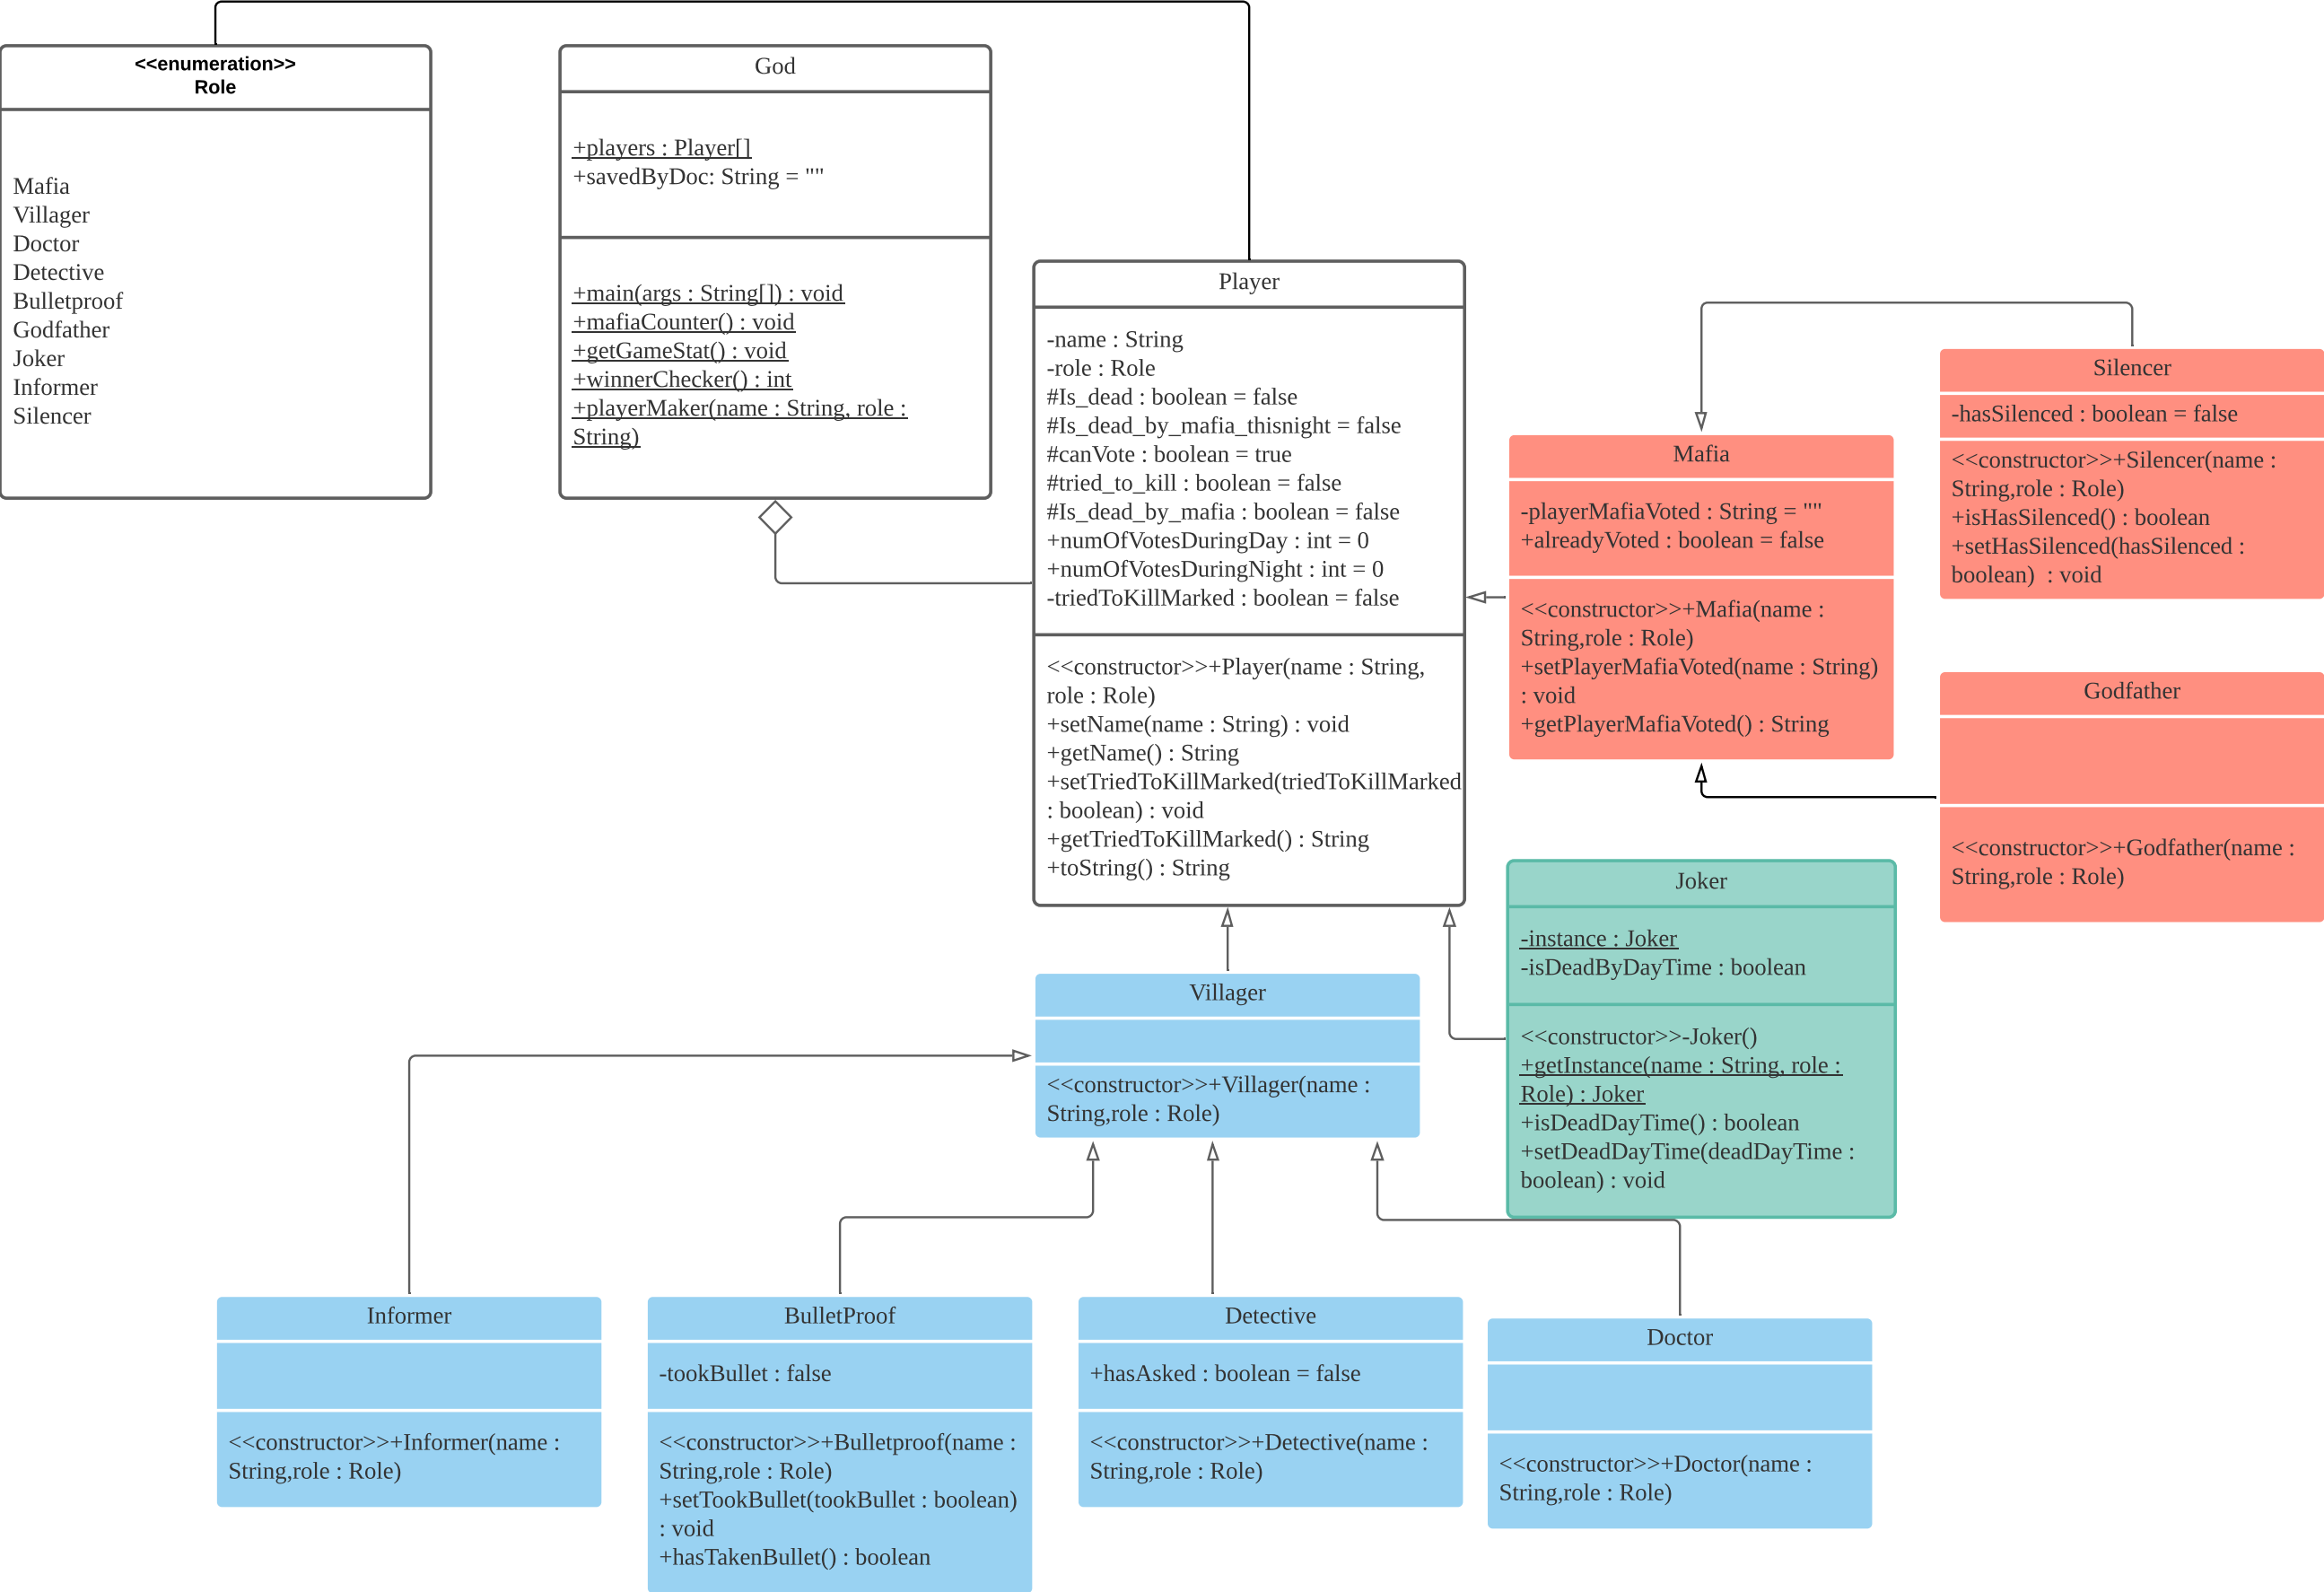 <<enumeration>>
Role
Mafia
Villager
Doctor
Detective
Bulletproof
Godfather
Joker
Informer
Silencer
God
+players : Player[]
+savedByDoc: String = ""
+main(args : String[]) : void
+mafiaCounter() : void
+getGameStat() : void
+winnerChecker() : int
+playerMaker(name : String, role :
String)
Player
-name : String
-role : Role
#Is_dead : boolean = false
#Is_dead_by_mafia_thisnight = false
#canVote : boolean = true
#tried_to_kill : boolean = false
#Is_dead_by_mafia : boolean = false
+numOfVotesDuringDay : int = 0
+numOfVotesDuringNight : int = 0
-triedToKillMarked : boolean = false
<<constructor>>+Player(name : String,
role : Role)
+setName(name : String) : void
+getName() : String
+setTriedToKillMarked(triedToKillMarked
: boolean) : void
+getTriedToKillMarked() : String
+toString() : String
Mafia
-playerMafiaVoted : String = ""
+alreadyVoted : boolean = false
<<constructor>>+Mafia(name :
String,role : Role)
+setPlayerMafiaVoted(name : String)
: void
+getPlayerMafiaVoted() : String
Silencer
-hasSilenced : boolean = false
<<constructor>>+Silencer(name :
String,role : Role)
+isHasSilenced() : boolean
+setHasSilenced(hasSilenced :
boolean)  : void
Godfather
<<constructor>>+Godfather(name :
String,role : Role)
Joker
-instance : Joker
-isDeadByDayTime : boolean
<<constructor>>-Joker()
+getInstance(name : String, role :
Role) : Joker
+isDeadDayTime() : boolean
+setDeadDayTime(deadDayTime :
boolean) : void
Villager
<<constructor>>+Villager(name :
String,role : Role)
Informer
<<constructor>>+Informer(name :
String,role : Role)
BulletProof
-tookBullet : false
<<constructor>>+Bulletproof(name :
String,role : Role)
+setTookBullet(tookBullet : boolean)
: void
+hasTakenBullet() : boolean
Detective
+hasAsked : boolean = false
<<constructor>>+Detective(name :
String,role : Role)
Doctor
<<constructor>>+Doctor(name :
String,role : Role)